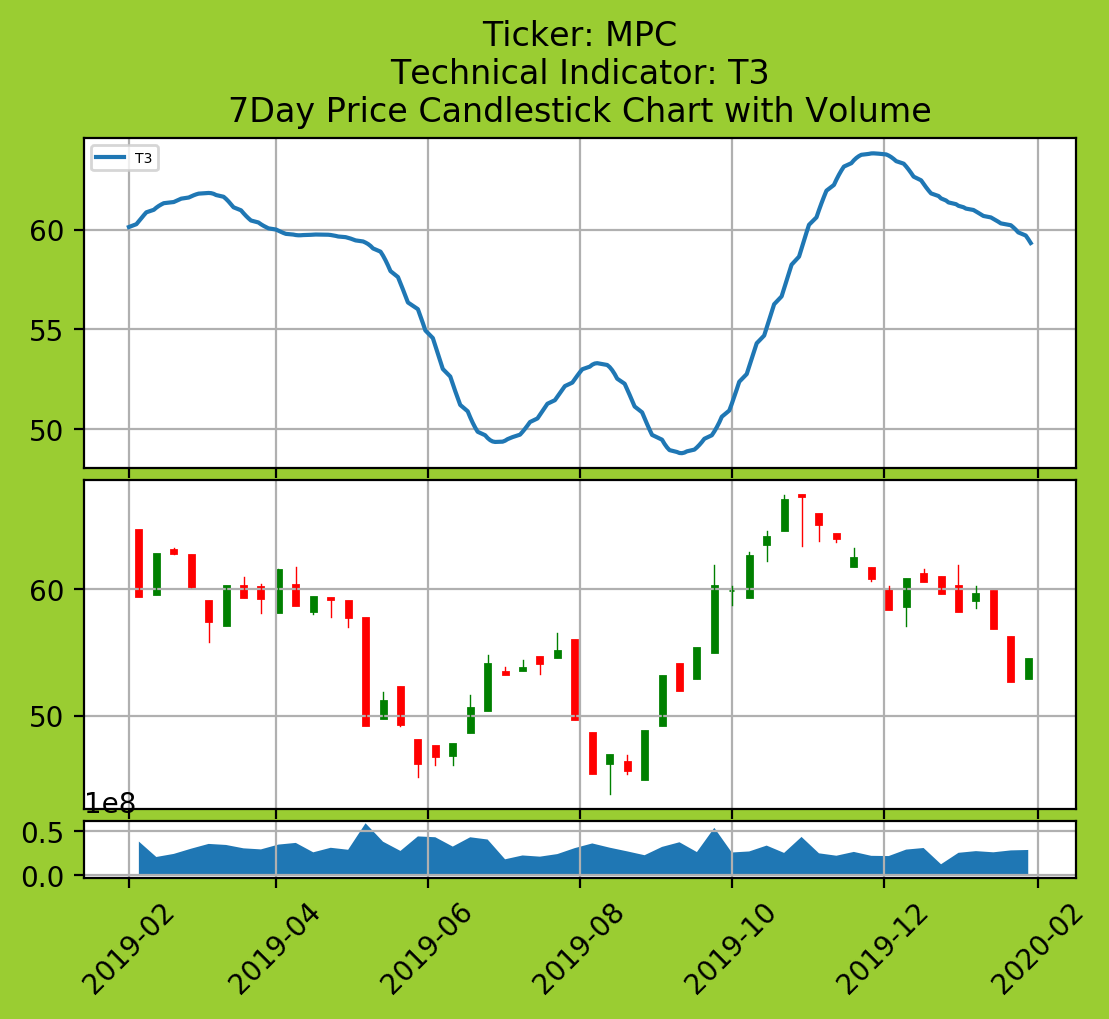 Ticker: MPC
Technical Indicator: T3
7Day Price Candlestick Chart with Volume
T3
60
55
50
60
50
1e8
0.5
0.0
2019-02
2019-04
2019-06
2019-08
2019-10
2019-12
2020-02